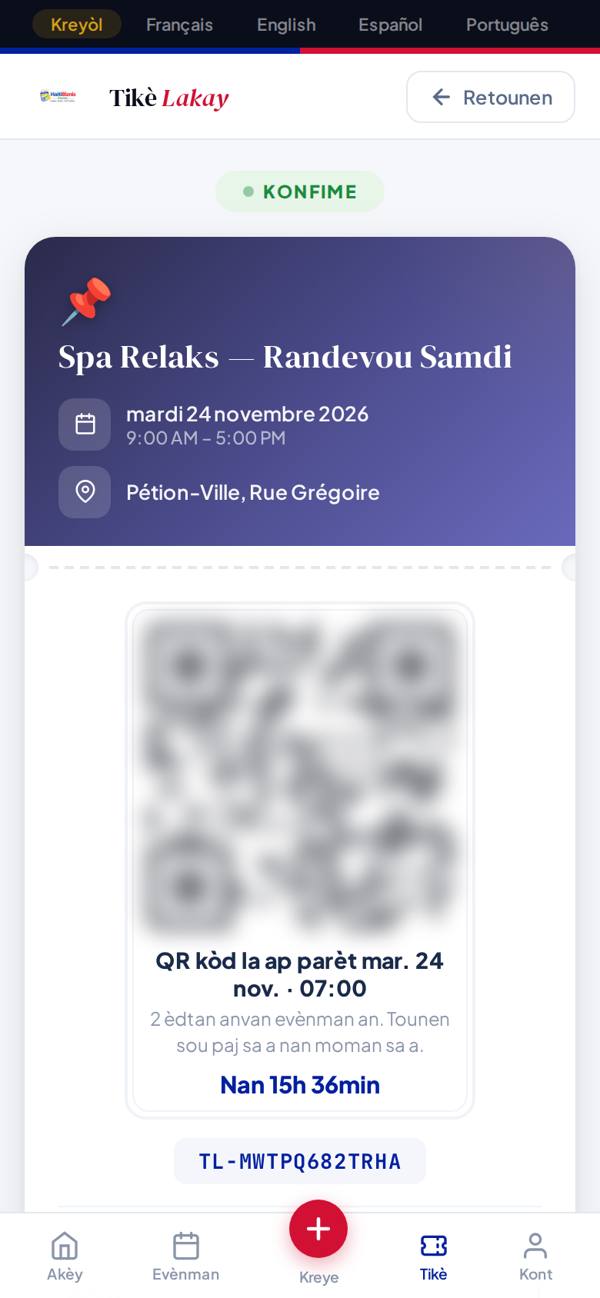 Kreyòl Français English Español Português
HaitiBiznis
Tikè Lakay
Retounen
KONFIME
Spa Relaks — Randevou Samdi
mardi 24 novembre 2026
9:00 AM – 5:00 PM
Pétion-Ville, Rue Grégoire
QR kòd la ap parèt mar. 24
nov. · 07:00
2 èdtan anvan evènman an. Tounen
sou paj sa a nan moman sa a.
Nan 15h 36min
TL-MWTPQ682TRHA
Akèy Evènman Kreye Tikè Kont